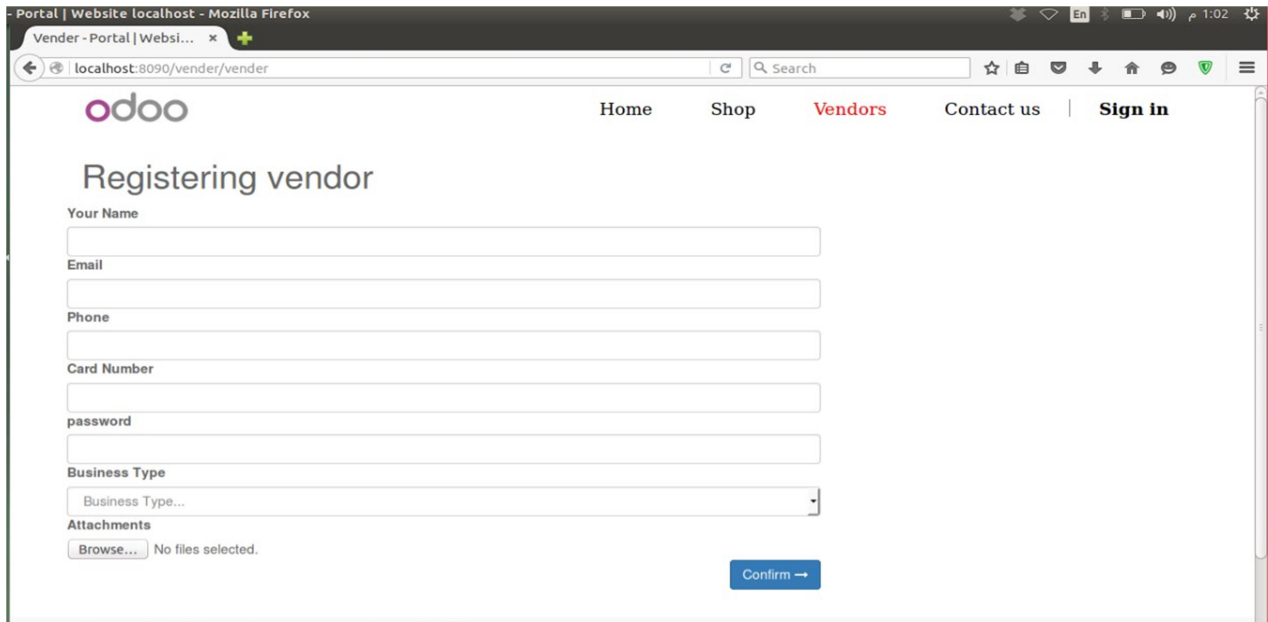 - Portal | Website localhost - Mozilla Firefox
En
م 1:02
Vender - Portal | Websi... ×
localhost:8090/vender/vender
Search
odoo
Home Shop Vendors Contact us | Sign in
Registering vendor
Your Name
Email
Phone
Card Number
password
Business Type
Business Type...
Attachments
Browse... No files selected.
Confirm →